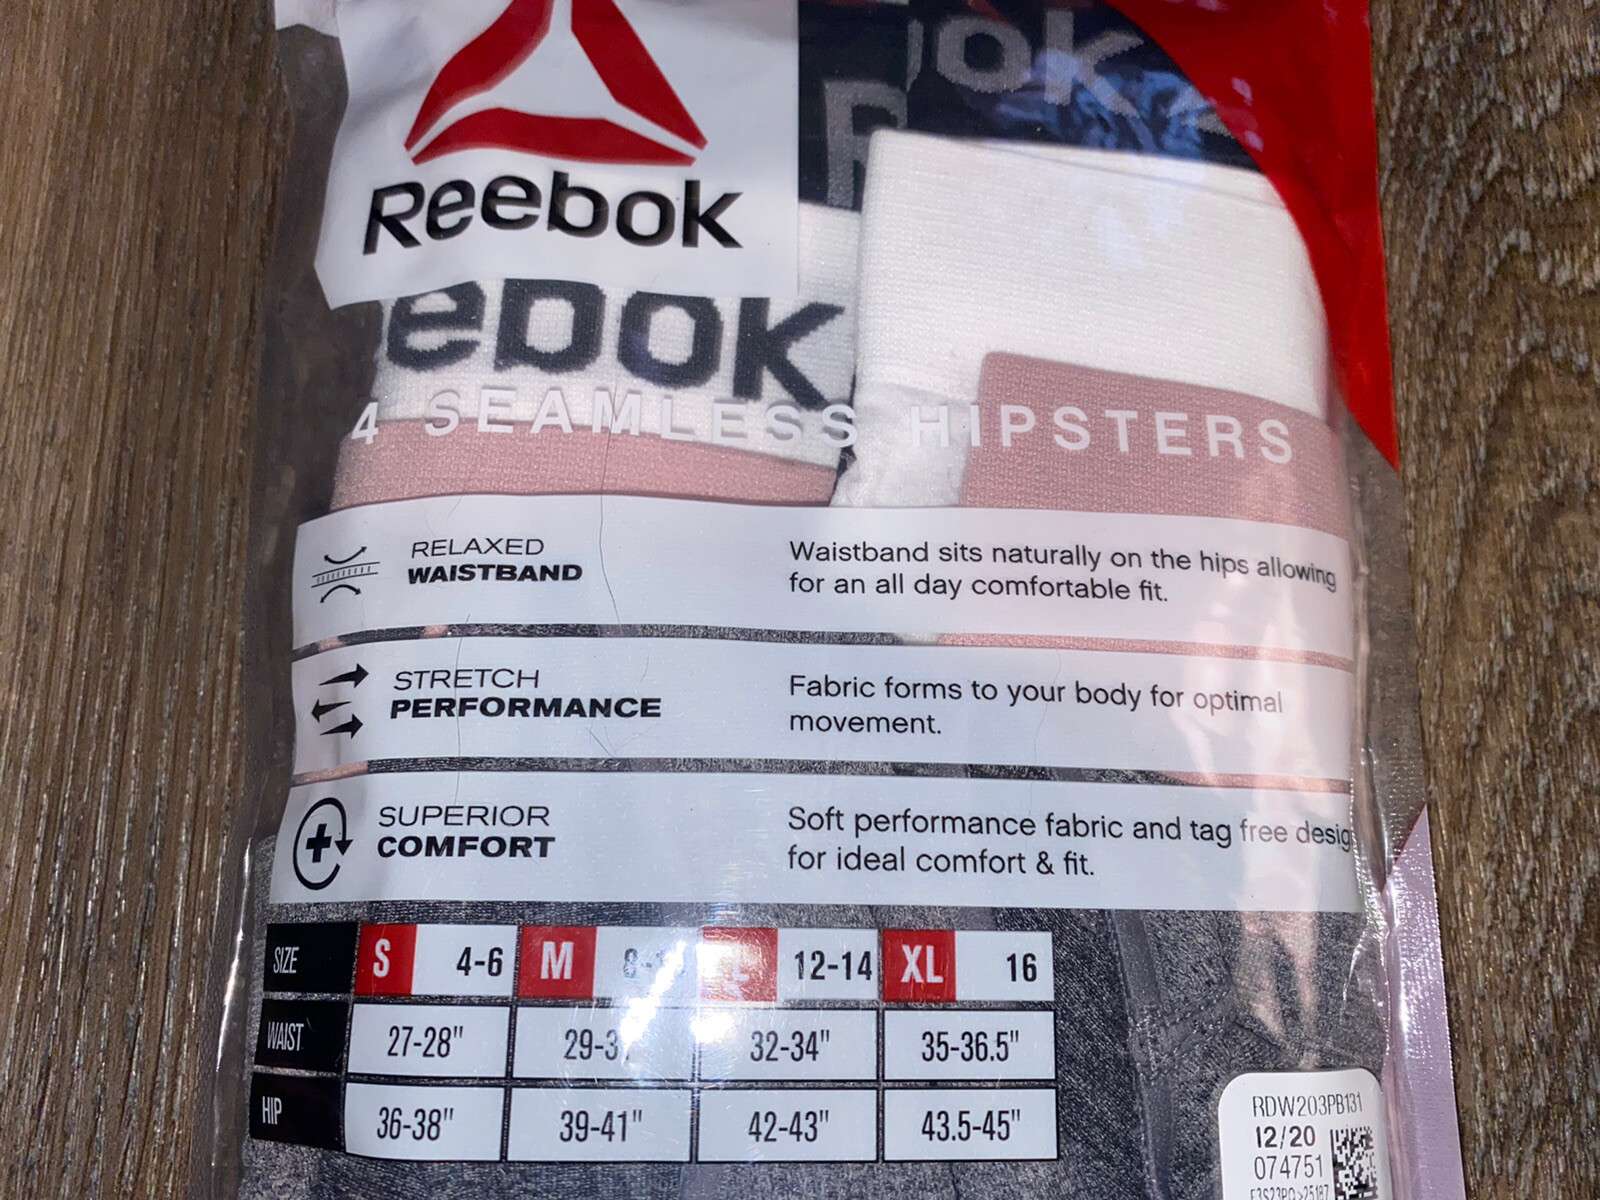 ok
R
Reebok
ebok
4 SEAMLESS HIPSTERS
RELAXED
WAISTBAND
Waistband sits naturally on the hips allowing
for an all day comfortable fit.
STRETCH
PERFORMANCE
Fabric forms to your body for optimal
movement.
SUPERIOR
COMFORT
Soft performance fabric and tag free desig
for ideal comfort & fit.
SIZE S 4-6 M L 12-14 XL 16
WAIST 27-28" 32-34" 35-36.5"
HIP 36-38" 39-41" 42-43" 43.5-45"
RDW203PB131
12/20
074751